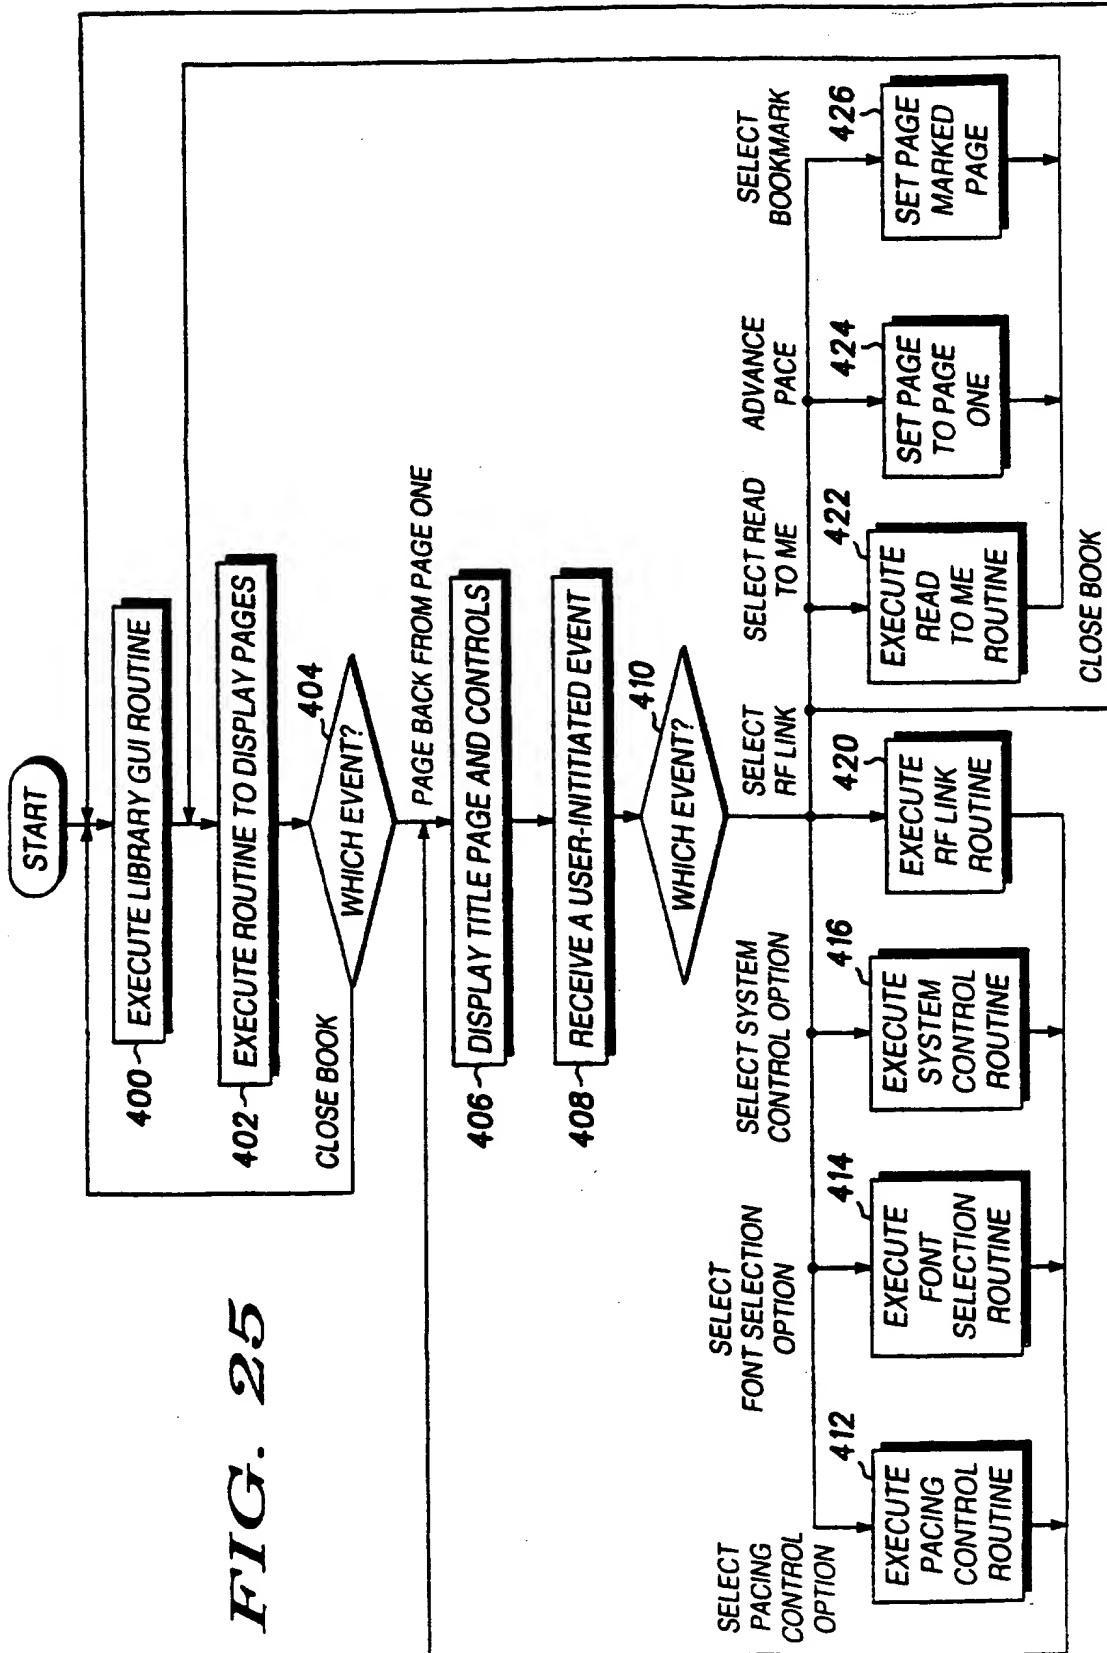 FIG. 25
START
400
EXECUTE LIBRARY GUI ROUTINE
402
EXECUTE ROUTINE TO DISPLAY PAGES
404
WHICH EVENT?
CLOSE BOOK
PAGE BACK FROM PAGE ONE
406
DISPLAY TITLE PAGE AND CONTROLS
408
RECEIVE A USER-INITITIATED EVENT
410
WHICH EVENT?
SELECT
PACING
CONTROL
OPTION
412
EXECUTE
PACING
CONTROL
ROUTINE
SELECT
FONT SELECTION
OPTION
414
EXECUTE
FONT
SELECTION
ROUTINE
SELECT SYSTEM
CONTROL OPTION
416
EXECUTE
SYSTEM
CONTROL
ROUTINE
SELECT
RF LINK
420
EXECUTE
RF LINK
ROUTINE
SELECT READ
TO ME
422
EXECUTE
READ
TO ME
ROUTINE
ADVANCE
PACE
424
SET PAGE
TO PAGE
ONE
SELECT
BOOKMARK
426
SET PAGE
MARKED
PAGE
CLOSE BOOK